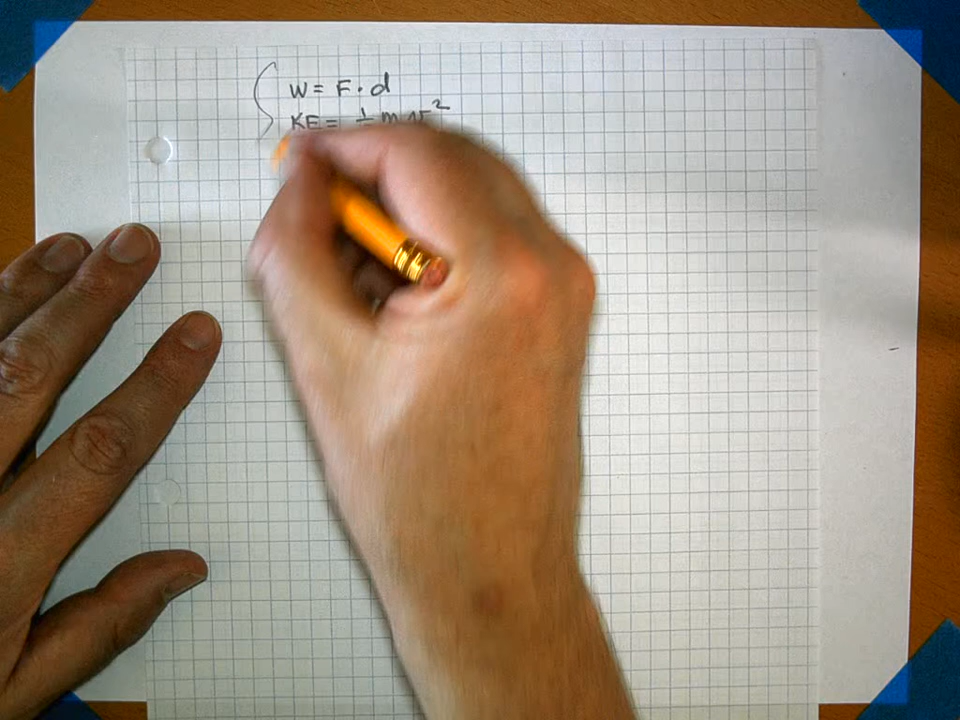 W = F · d
KE = 1/2 m v²